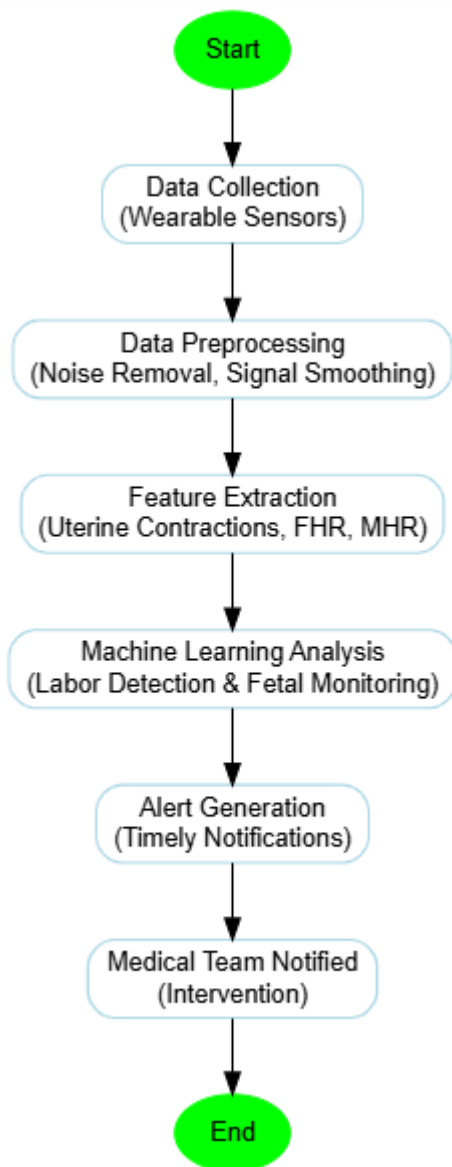 Start
Data Collection
(Wearable Sensors)
Data Preprocessing
(Noise Removal, Signal Smoothing)
Feature Extraction
(Uterine Contractions, FHR, MHR)
Machine Learning Analysis
(Labor Detection & Fetal Monitoring)
Alert Generation
(Timely Notifications)
Medical Team Notified
(Intervention)
End